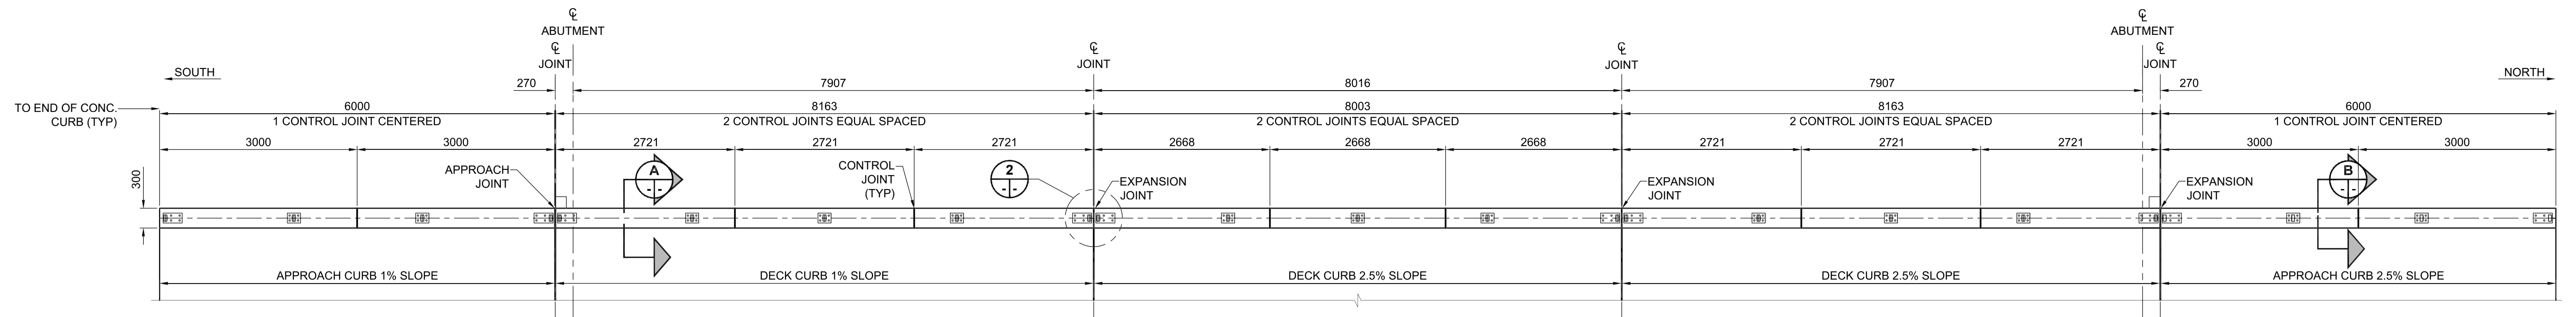 ℄
ABUTMENT
℄
ABUTMENT
℄
JOINT
℄
JOINT
℄
JOINT
℄
JOINT
SOUTH
NORTH
270
7907
8016
7907
270
TO END OF CONC.
CURB (TYP)
6000
1 CONTROL JOINT CENTERED
8163
2 CONTROL JOINTS EQUAL SPACED
8003
2 CONTROL JOINTS EQUAL SPACED
8163
2 CONTROL JOINTS EQUAL SPACED
6000
1 CONTROL JOINT CENTERED
3000
3000
2721
2721
2721
2668
2668
2668
2721
2721
2721
3000
3000
300
APPROACH
JOINT
A
--
CONTROL
JOINT
(TYP)
2
--
EXPANSION
JOINT
EXPANSION
JOINT
EXPANSION
JOINT
B
--
APPROACH CURB 1% SLOPE
DECK CURB 1% SLOPE
DECK CURB 2.5% SLOPE
DECK CURB 2.5% SLOPE
APPROACH CURB 2.5% SLOPE